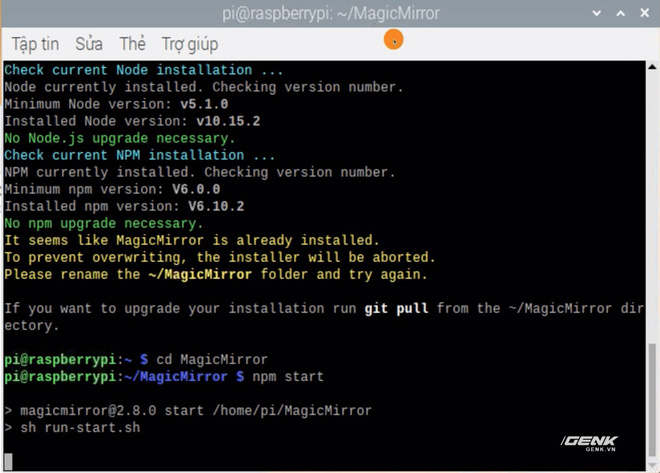 pi@raspberrypi: ~/MagicMirror
Tập tin Sửa Thẻ Trợ giúp
Check current Node installation ...
Node currently installed. Checking version number.
Minimum Node version: v5.1.0
Installed Node version: v10.15.2
No Node.js upgrade necessary.
Check current NPM installation ...
NPM currently installed. Checking version number.
Minimum npm version: V6.0.0
Installed npm version: V6.10.2
No npm upgrade necessary.
It seems like MagicMirror is already installed.
To prevent overwriting, the installer will be aborted.
Please rename the ~/MagicMirror folder and try again.
If you want to upgrade your installation run git pull from the ~/MagicMirror dir
ectory.
pi@raspberrypi:~ $ cd MagicMirror
pi@raspberrypi:~/MagicMirror $ npm start
> magicmirror@2.8.0 start /home/pi/MagicMirror
> sh run-start.sh
GENK
GENK.VN